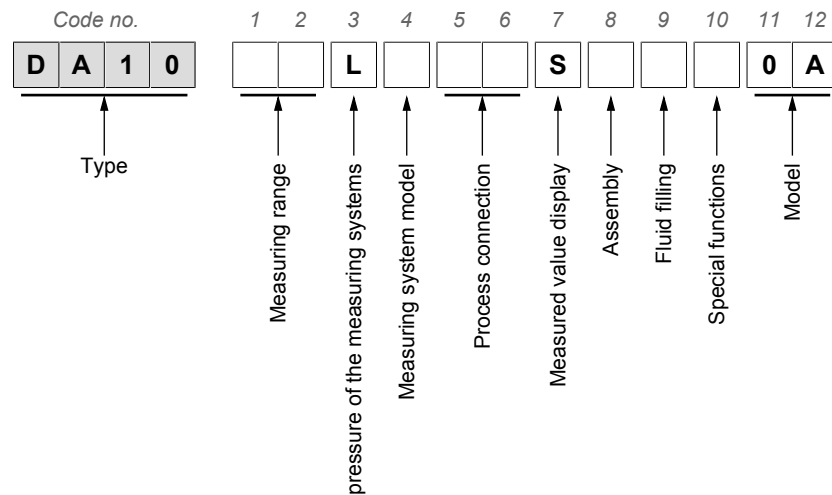 Code no. 1 2 3 4 5 6 7 8 9 10 11 12
D A 1 0 L S 0 A
Type
Measuring range
pressure of the measuring systems
Measuring system model
Process connection
Measured value display
Assembly
Fluid filling
Special functions
Model